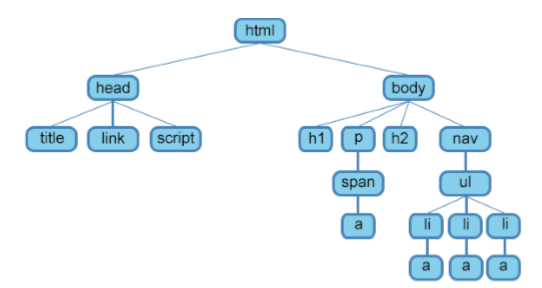 html
head body
title link script h1 p h2 nav
span ul
a li li li
a a a